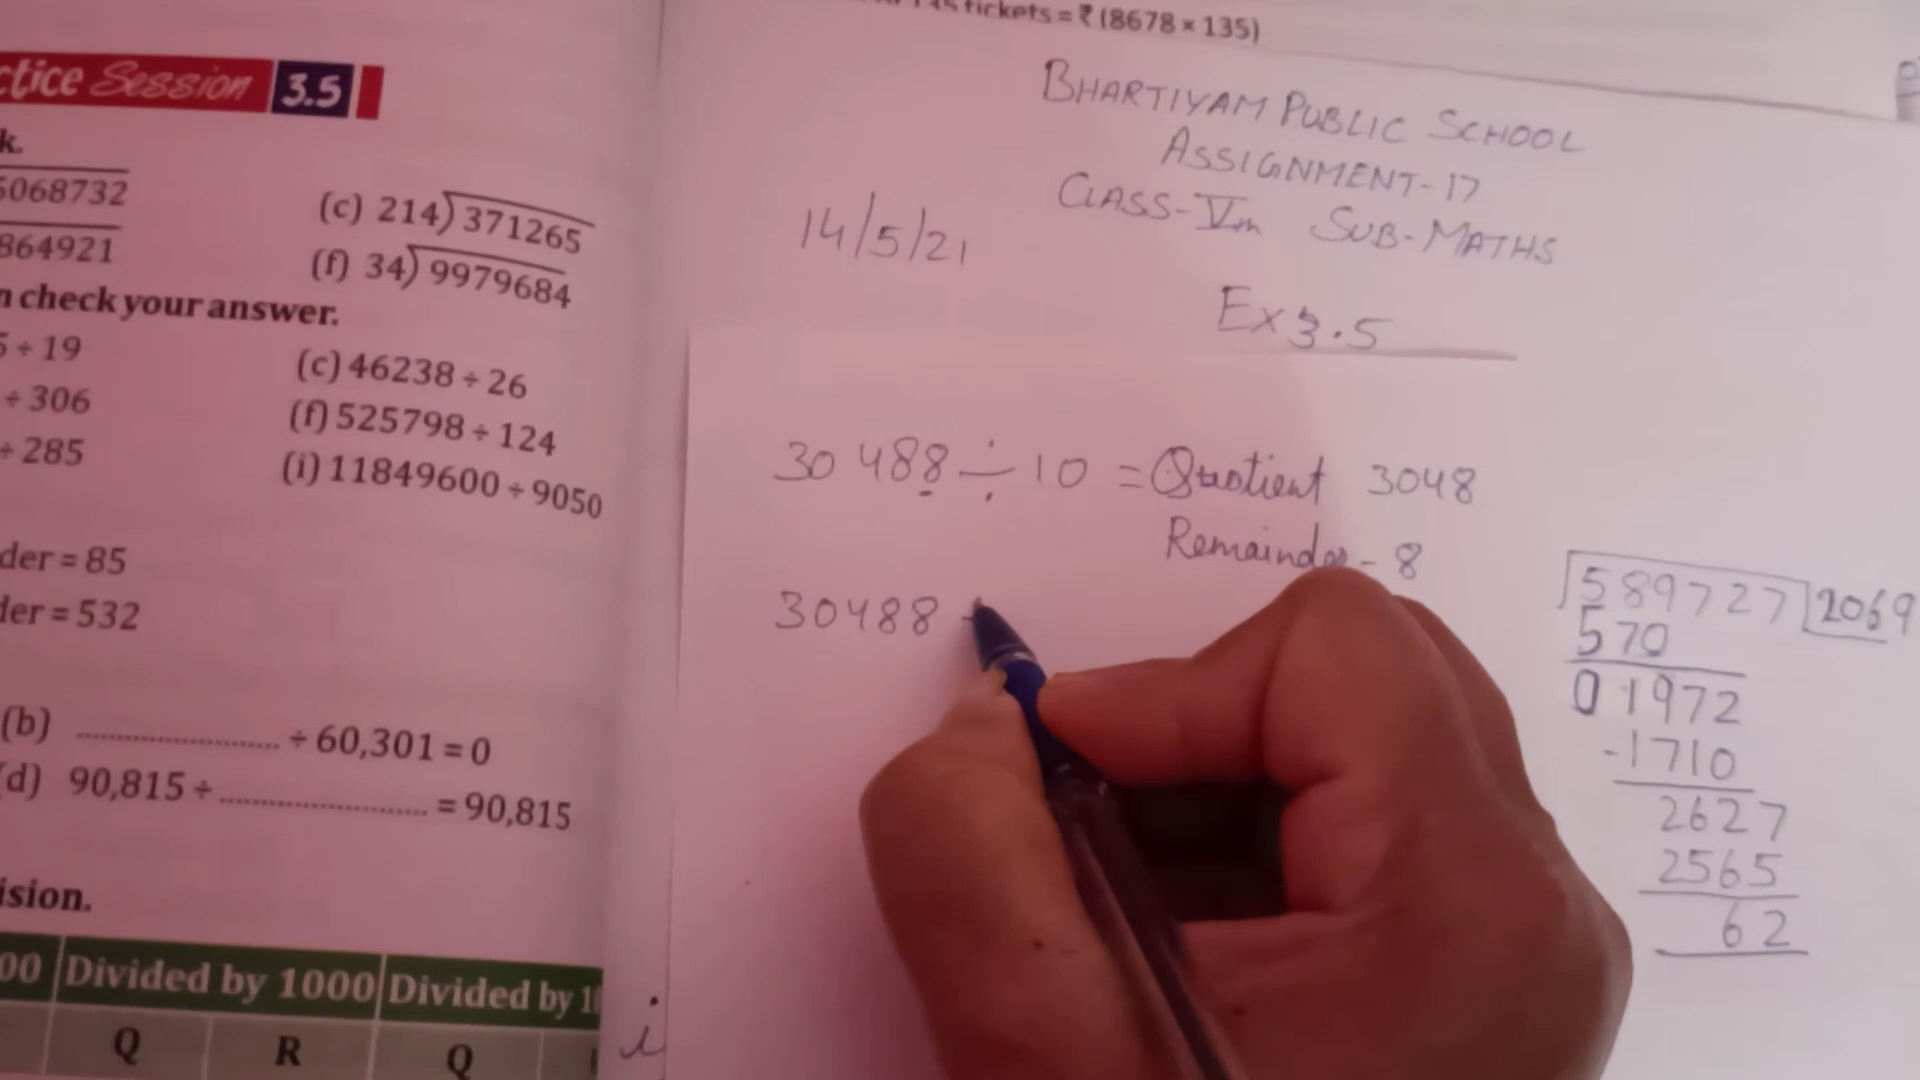 Session 3.5
k.
5068732
(c) 214)371265
864921
(f) 34)9979684
check your answer.
÷ 19
(c) 46238 ÷ 26
÷ 306
(f) 525798 ÷ 124
÷ 285
(i) 11849600 ÷ 9050
der = 85
der = 532
(b) .......................... ÷ 60,301 = 0
(d) 90,815 ÷ .......................... = 90,815
ision.
00 Divided by 1000 Divided by 1
Q R Q
tickets = ₹ (8678 × 135)
BHARTIYAM PUBLIC SCHOOL
ASSIGNMENT-17
CLASS-Vm SUB-MATHS
14/5/21
Ex 3.5
30488 ÷ 10 = Quotient 3048
Remainder - 8
30488
589727 2069
570
01972
-1710
2627
2565
62
i